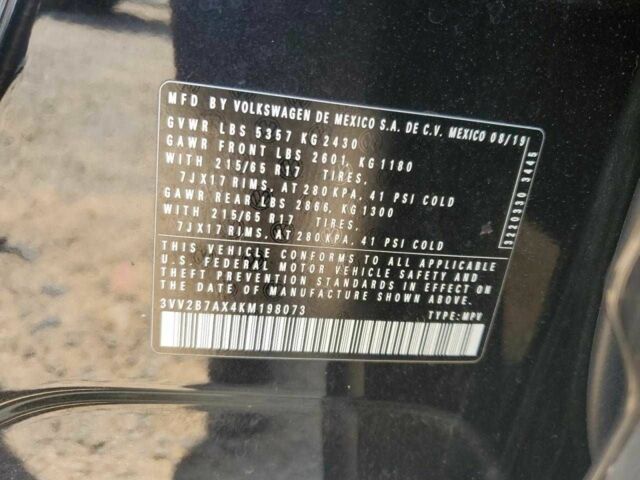 MFD BY VOLKSWAGEN DE MEXICO S.A. DE C.V. MEXICO 08/19
GVWR LBS 5357 KG 2430
GAWR FRONT LBS 2601, KG 1180
WITH 215/65 R17 TIRES,
7JX17 RIMS, AT 280 KPA, 41 PSI COLD
GAWR REAR LBS 2866, KG 1300
WITH 215/65 R17 TIRES,
7JX17 RIMS, AT 280 KPA, 41 PSI COLD
THIS VEHICLE CONFORMS TO ALL APPLICABLE
U.S. FEDERAL MOTOR VEHICLE SAFETY AND
THEFT PREVENTION STANDARDS IN EFFECT ON
THE DATE OF MANUFACTURE SHOWN ABOVE.
3VV2B7AX4KM198073 TYPE: MPV
3220330 3448